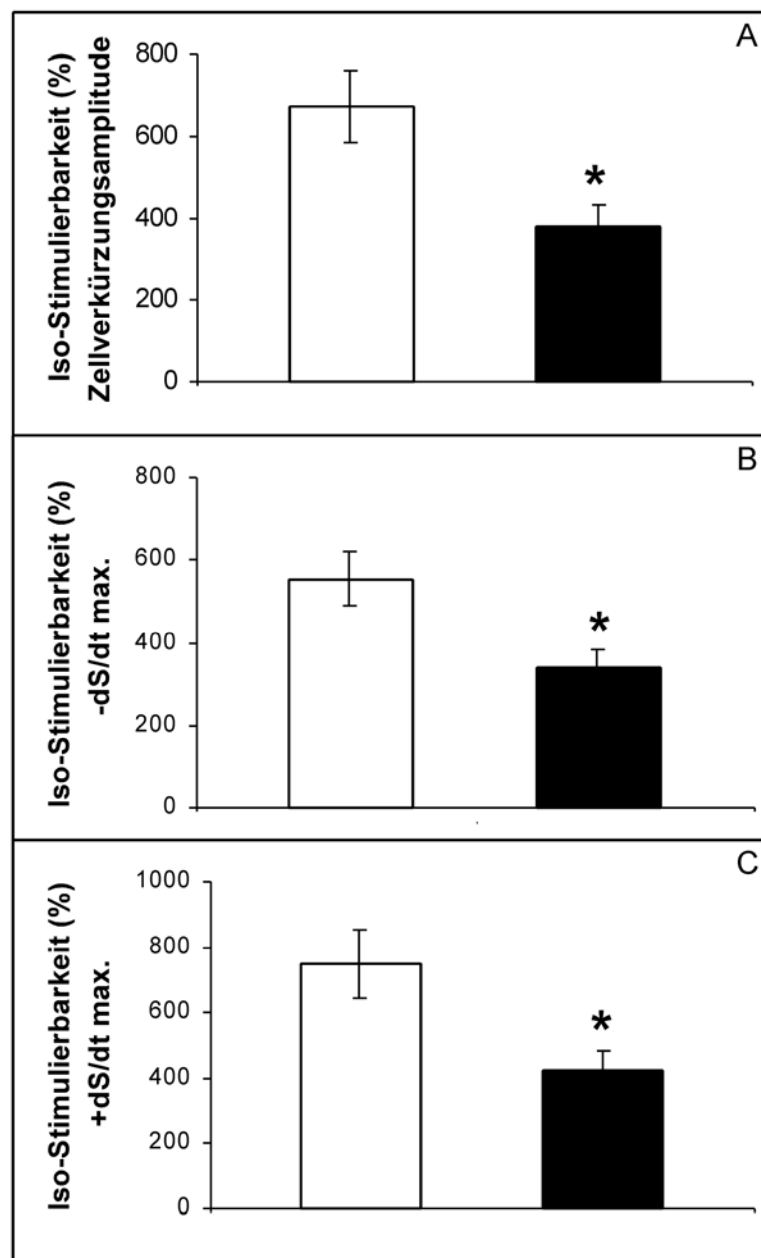 A
Iso-Stimulierbarkeit (%)
Zellverkürzungsamplitude
800
600
400
200
0
*
B
Iso-Stimulierbarkeit (%)
-dS/dt max.
800
600
400
200
0
*
C
Iso-Stimulierbarkeit (%)
+dS/dt max.
1000
800
600
400
200
0
*